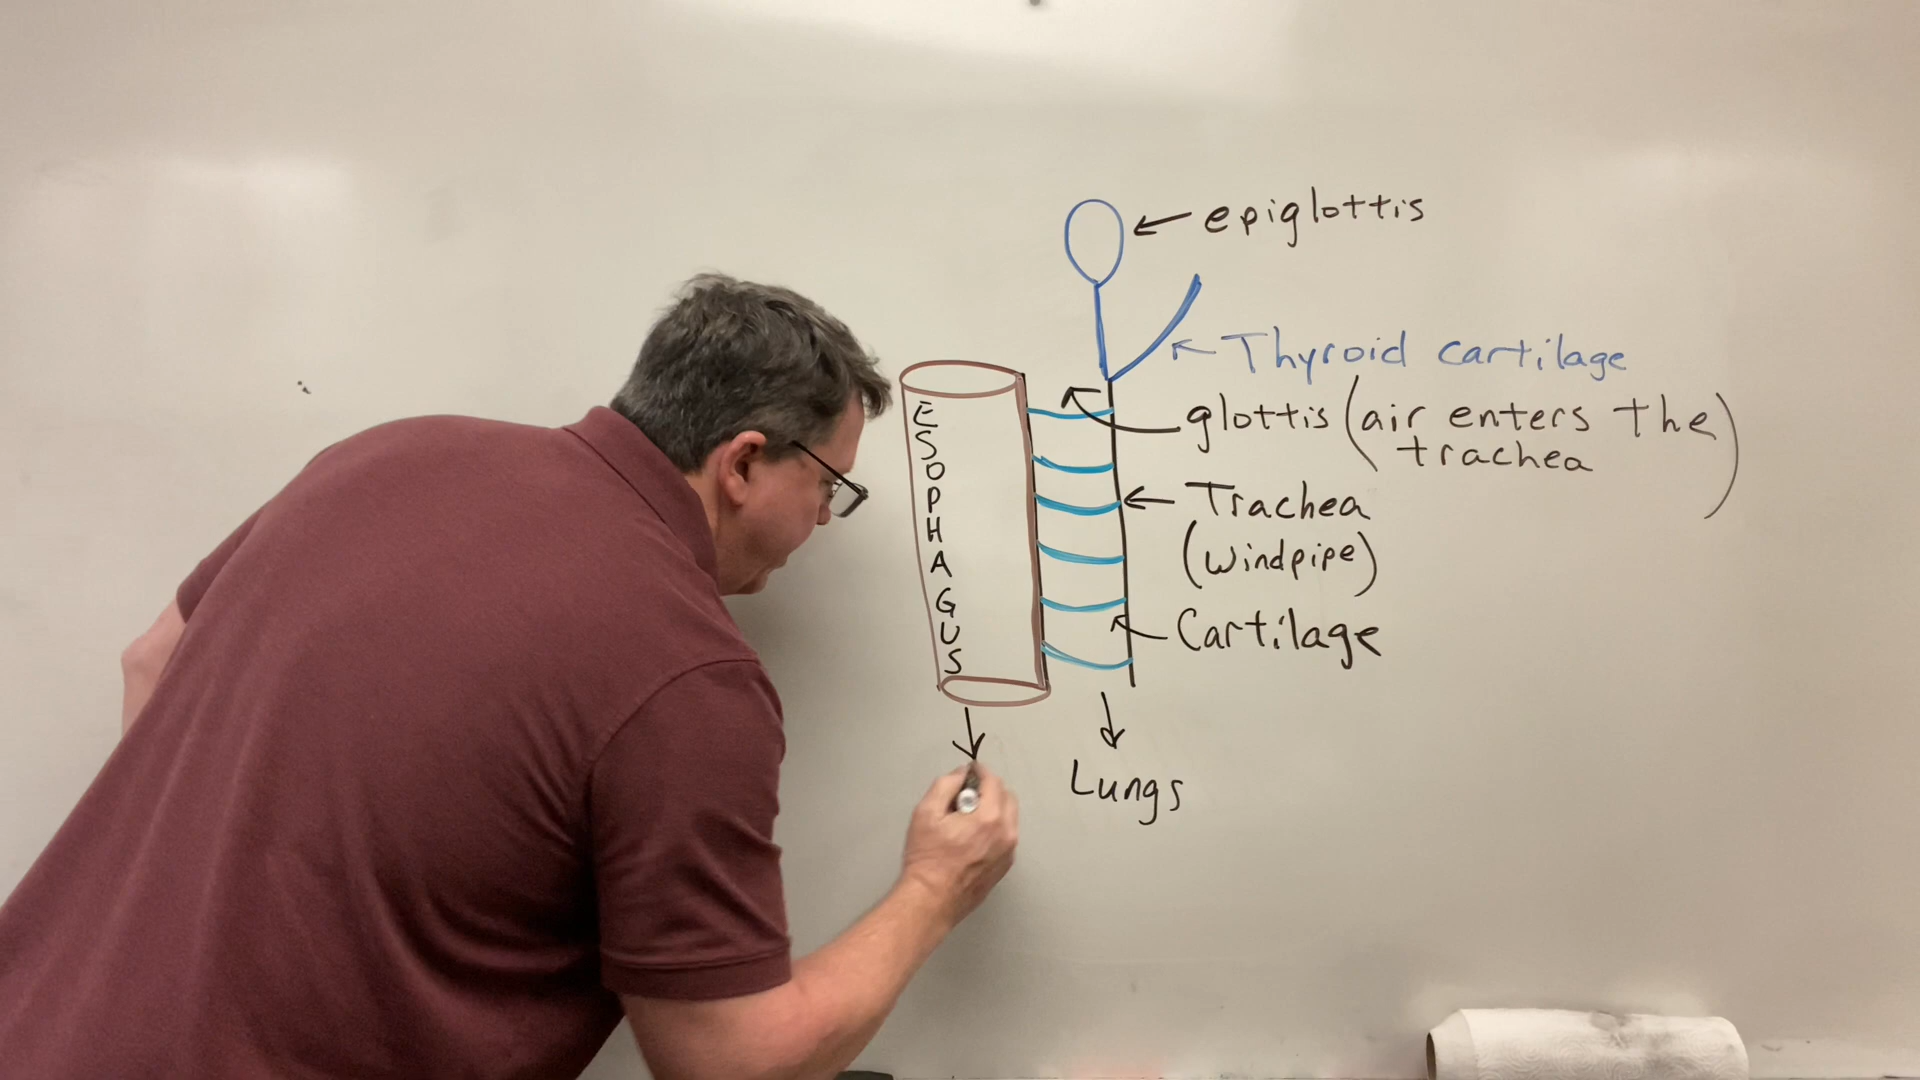 epiglottis
Thyroid cartilage
glottis (air enters the
trachea)
Trachea
(windpipe)
Cartilage
ESOPHAGUS
Lungs